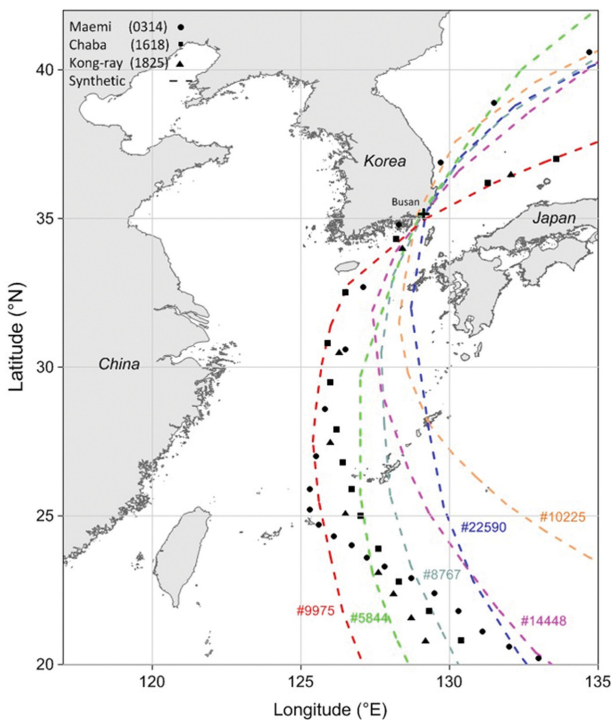 Maemi (0314)
Chaba (1618)
Kong-ray (1825)
Synthetic
40
35
30
25
20
Latitude (°N)
Korea
Busan
Japan
China
#10225
#22590
#8767
#9975
#5844
#14448
120
125
130
135
Longitude (°E)